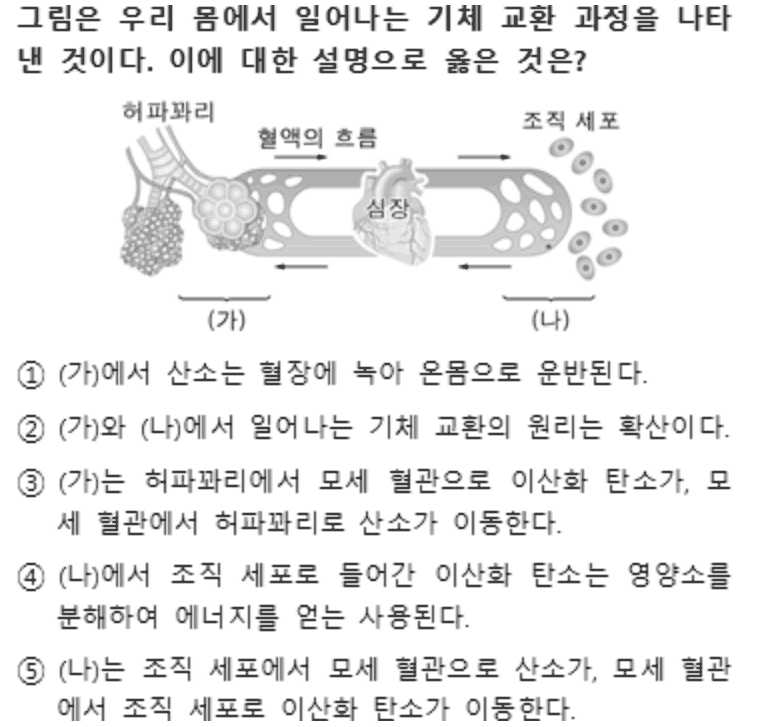 그림은 우리 몸에서 일어나는 기체 교환 과정을 나타
낸 것이다. 이에 대한 설명으로 옳은 것은?
허파꽈리
혈액의 흐름
조직 세포
심장
(가)
(나)
① (가)에서 산소는 혈장에 녹아 온몸으로 운반된다.
② (가)와 (나)에서 일어나는 기체 교환의 원리는 확산이다.
③ (가)는 허파꽈리에서 모세 혈관으로 이산화 탄소가, 모
세 혈관에서 허파꽈리로 산소가 이동한다.
④ (나)에서 조직 세포로 들어간 이산화 탄소는 영양소를
분해하여 에너지를 얻는 사용된다.
⑤ (나)는 조직 세포에서 모세 혈관으로 산소가, 모세 혈관
에서 조직 세포로 이산화 탄소가 이동한다.